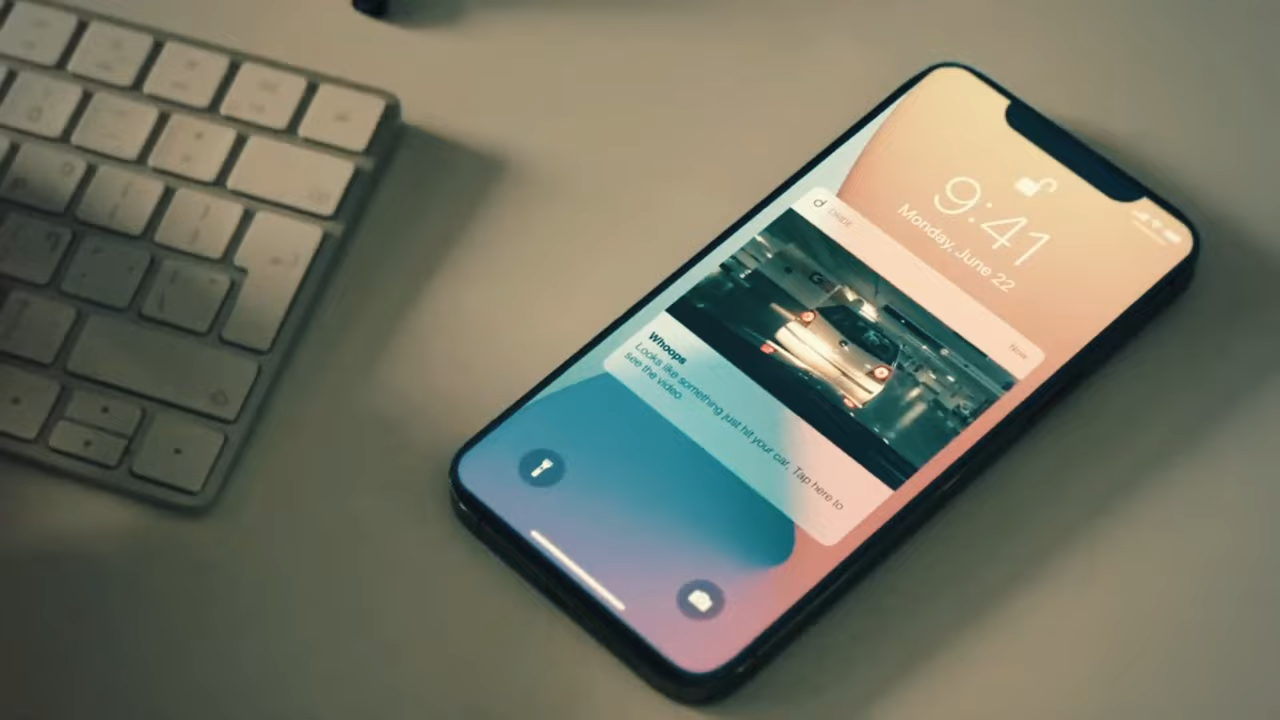 9:41
Monday, June 22
Now
Whoops
Looks like something just hit your car. Tap here to
see the video.